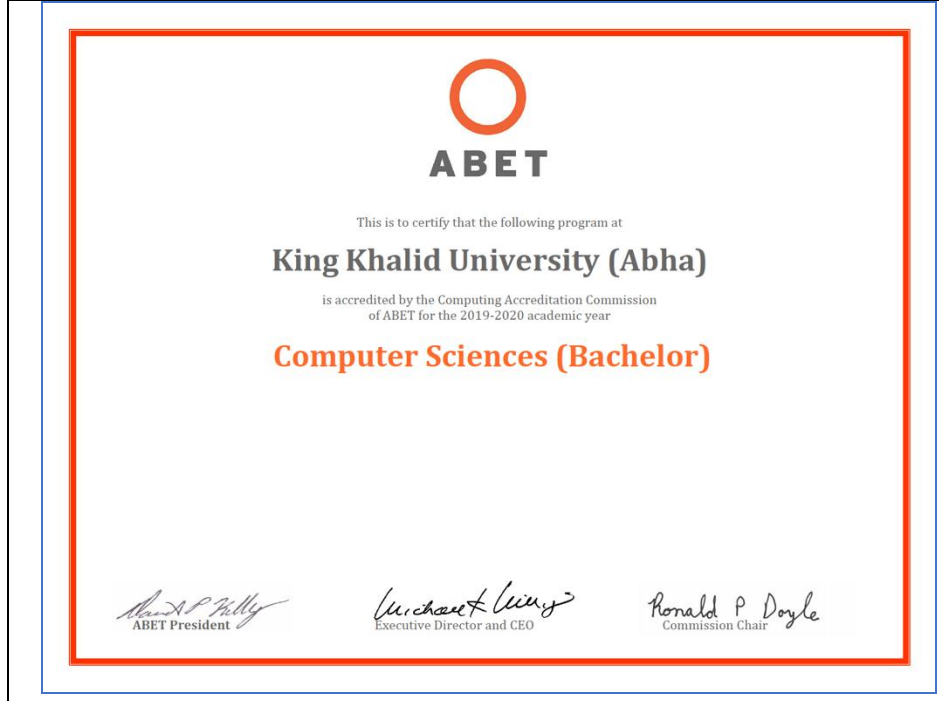 ABET
This is to certify that the following program at
King Khalid University (Abha)
is accredited by the Computing Accreditation Commission
of ABET for the 2019-2020 academic year
Computer Sciences (Bachelor)
ABET President
Executive Director and CEO
Ronald P Doyle
Commission Chair